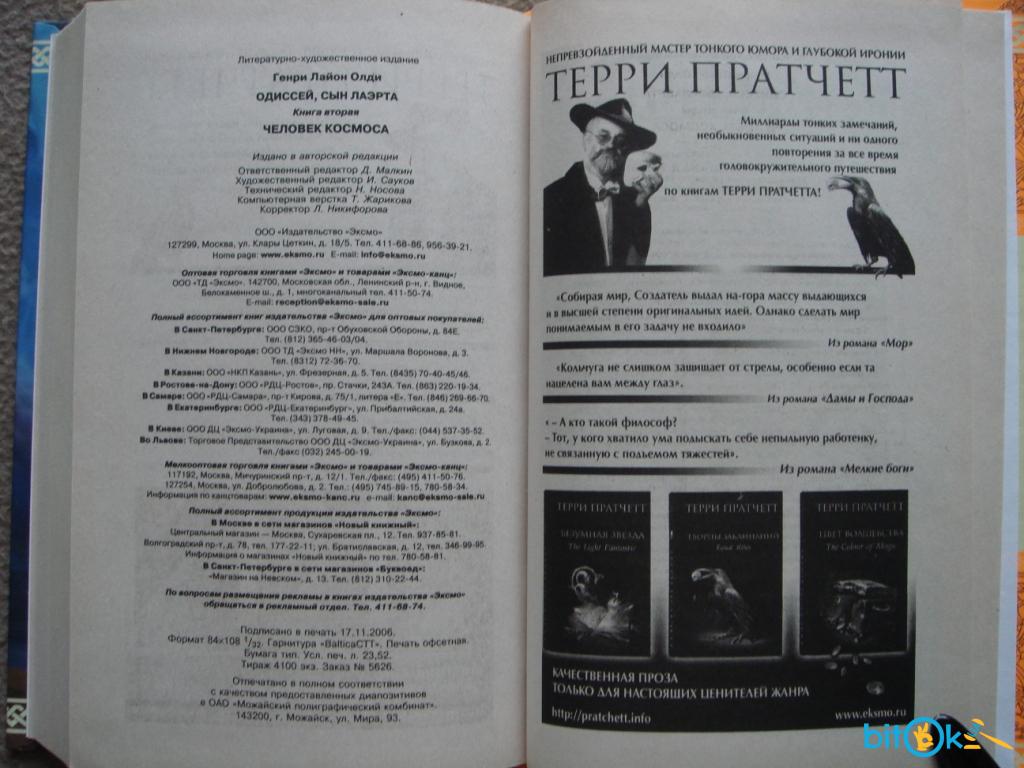 Литературно-художественное издание
Генри Лайон Олди
ОДИССЕЙ, СЫН ЛАЭРТА
Книга вторая
ЧЕЛОВЕК КОСМОСА
Издано в авторской редакции
Ответственный редактор Д. Малкин
Художественный редактор И. Сауков
Технический редактор Н. Носова
Компьютерная верстка Т. Жарикова
Корректор Л. Никифорова
ООО «Издательство «Эксмо»
127299, Москва, ул. Клары Цеткин, д. 18/5. Тел. 411-68-86, 956-39-21.
Home page: www.eksmo.ru E-mail: info@eksmo.ru
Оптовая торговля книгами «Эксмо» и товарами «Эксмо-канц»:
ООО «ТД «Эксмо». 142700, Московская обл., Ленинский р-н, г. Видное,
Белокаменное ш., д. 1, многоканальный тел. 411-50-74.
E-mail: reception@eksmo-sale.ru
Полный ассортимент книг издательства «Эксмо» для оптовых покупателей:
В Санкт-Петербурге: ООО СЗКО, пр-т Обуховской Обороны, д. 84Е.
Тел. (812) 365-46-03/04.
В Нижнем Новгороде: ООО ТД «Эксмо НН», ул. Маршала Воронова, д. 3.
Тел. (8312) 72-36-70.
В Казани: ООО «НКП Казань», ул. Фрезерная, д. 5. Тел. (8435) 70-40-45/46.
В Ростове-на-Дону: ООО «РДЦ-Ростов», пр. Стачки, 243А. Тел. (863) 220-19-34.
В Самаре: ООО «РДЦ-Самара», пр-т Кирова, д. 75/1, литера «Е». Тел. (846) 269-66-70.
В Екатеринбурге: ООО «РДЦ-Екатеринбург», ул. Прибалтийская, д. 24а.
Тел. (343) 378-49-45.
В Киеве: ООО ДЦ «Эксмо-Украина», ул. Луговая, д. 9. Тел./факс: (044) 537-35-52.
Во Львове: Торговое Представительство ООО ДЦ «Эксмо-Украина», ул. Бузкова, д. 2.
Тел./факс (032) 245-00-19.
Мелкооптовая торговля книгами «Эксмо» и товарами «Эксмо-канц»:
117192, Москва, Мичуринский пр-т, д. 12/1. Тел./факс: (495) 411-50-76.
127254, Москва, ул. Добролюбова, д. 2. Тел.: (495) 745-89-15, 780-58-34.
Информация по канцтоварам: www.eksmo-kanc.ru e-mail: kanc@eksmo-sale.ru
Полный ассортимент продукции издательства «Эксмо»:
В Москве в сети магазинов «Новый книжный»:
Центральный магазин — Москва, Сухаревская пл., 12. Тел. 937-85-81.
Волгоградский пр-т, д. 78, тел. 177-22-11; ул. Братиславская, д. 12, тел. 346-99-95.
Информация о магазинах «Новый книжный» по тел. 780-58-81.
В Санкт-Петербурге в сети магазинов «Буквоед»:
«Магазин на Невском», д. 13. Тел. (812) 310-22-44.
По вопросам размещения рекламы в книгах издательства «Эксмо»
обращаться в рекламный отдел. Тел. 411-68-74.
Подписано в печать 17.11.2006.
Формат 84×108 1/32. Гарнитура «BalticaCTT». Печать офсетная.
Бумага тип. Усл. печ. л. 23,52.
Тираж 4100 экз. Заказ № 5626.
Отпечатано в полном соответствии
с качеством предоставленных диапозитивов
в ОАО «Можайский полиграфический комбинат».
143200, г. Можайск, ул. Мира, 93.
НЕПРЕВЗОЙДЕННЫЙ МАСТЕР ТОНКОГО ЮМОРА И ГЛУБОКОЙ ИРОНИИ
ТЕРРИ ПРАТЧЕТТ
Миллиарды тонких замечаний,
необыкновенных ситуаций и ни одного
повторения за все время
головокружительного путешествия
по книгам ТЕРРИ ПРАТЧЕТТА!
«Собирая мир, Создатель выдал на-гора массу выдающихся
и в высшей степени оригинальных идей. Однако сделать мир
понимаемым в его задачу не входило»
Из романа «Мор»
«Кольчуга не слишком защищает от стрелы, особенно если та
нацелена вам между глаз».
Из романа «Дамы и Господа»
«– А кто такой философ?
– Тот, у кого хватило ума подыскать себе непыльную работенку,
не связанную с подъемом тяжестей».
Из романа «Мелкие боги»
ТЕРРИ ПРАТЧЕТТ
БЕЗУМНАЯ ЗВЕЗДА
The Light Fantastic
ТЕРРИ ПРАТЧЕТТ
ТВОРЦЫ ЗАКЛИНАНИЙ
Equal Rites
ТЕРРИ ПРАТЧЕТТ
ЦВЕТ ВОЛШЕБСТВА
The Colour of Magic
КАЧЕСТВЕННАЯ ПРОЗА
ТОЛЬКО ДЛЯ НАСТОЯЩИХ ЦЕНИТЕЛЕЙ ЖАНРА
http://pratchett.info
www.eksmo.ru
bitOk